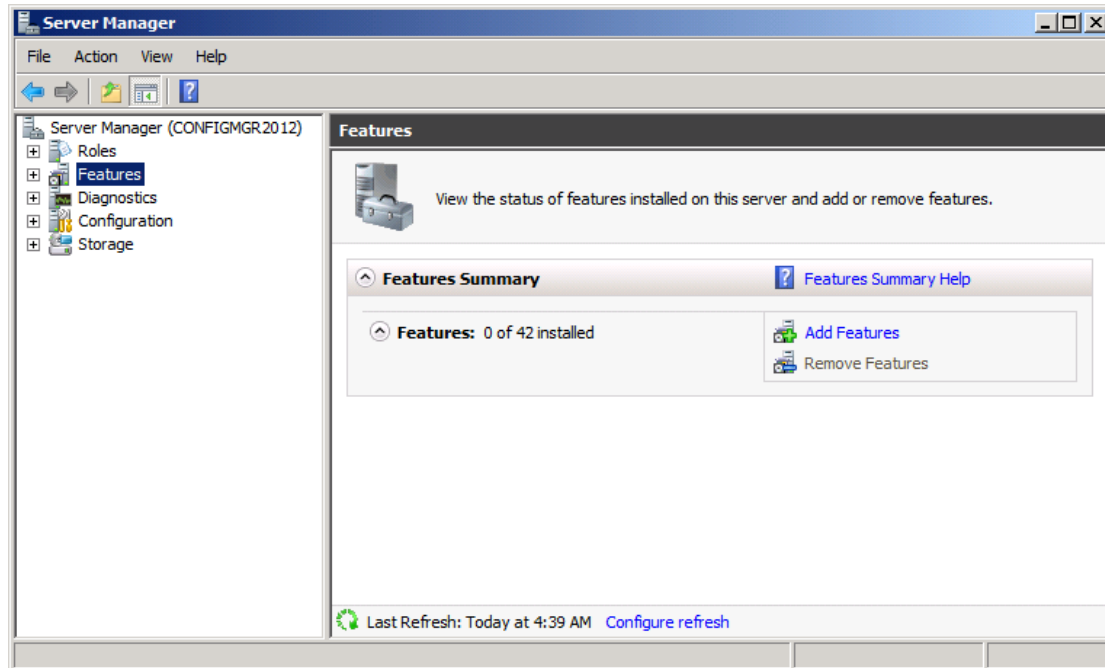 Server Manager
File Action View Help
Server Manager (CONFIGMGR2012)
Roles
Features
Diagnostics
Configuration
Storage
Features
View the status of features installed on this server and add or remove features.
Features Summary
Features Summary Help
Features: 0 of 42 installed
Add Features
Remove Features
Last Refresh: Today at 4:39 AM Configure refresh